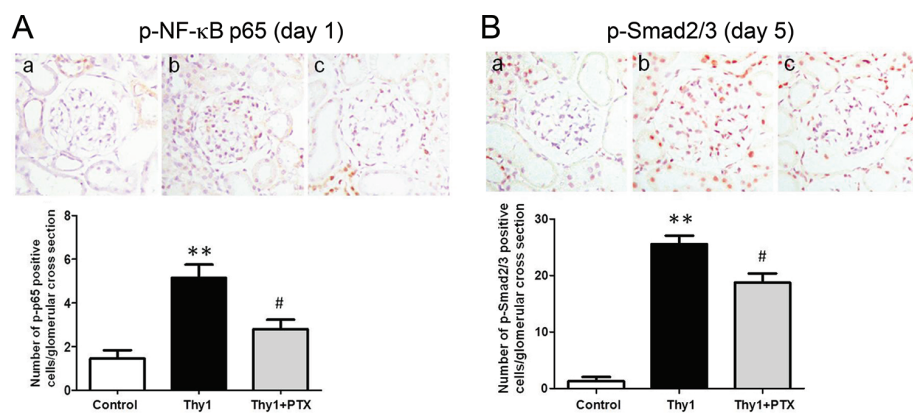 A p-NF-κB p65 (day 1)
a b c
Number of p-p65 positive
cells/glomerular cross section
8
6
4
2
0
**
#
Control Thy1 Thy1+PTX
B p-Smad2/3 (day 5)
a b c
Number of p-Smad2/3 positive
cells/glomerular cross section
30
20
10
0
**
#
Control Thy1 Thy1+PTX